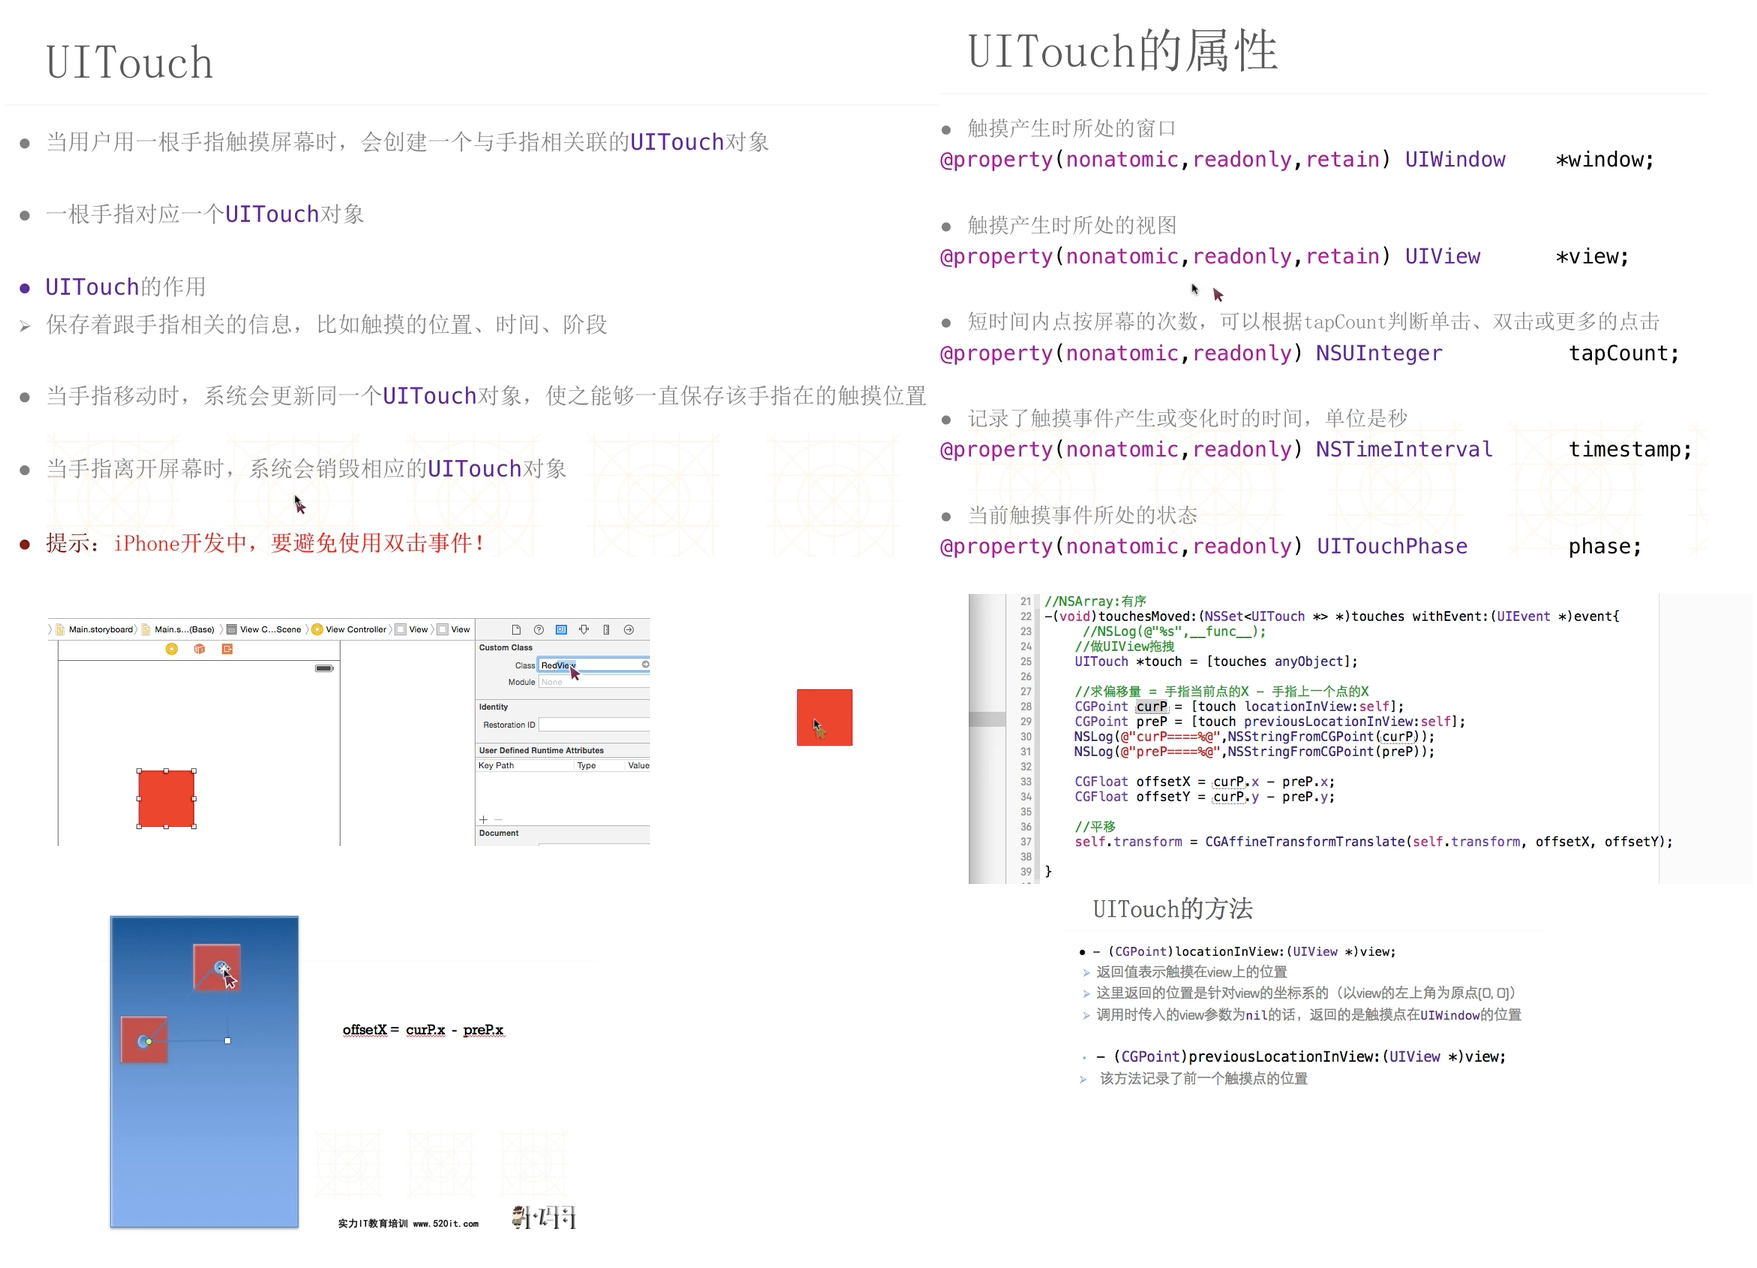 UITouch
● 当用户用一根手指触摸屏幕时，会创建一个与手指相关联的UITouch对象
● 一根手指对应一个UITouch对象
● UITouch的作用
➢ 保存着跟手指相关的信息，比如触摸的位置、时间、阶段
● 当手指移动时，系统会更新同一个UITouch对象，使之能够一直保存该手指在的触摸位置
● 当手指离开屏幕时，系统会销毁相应的UITouch对象
● 提示：iPhone开发中，要避免使用双击事件！
UITouch的属性
● 触摸产生时所处的窗口
@property(nonatomic,readonly,retain) UIWindow *window;
● 触摸产生时所处的视图
@property(nonatomic,readonly,retain) UIView *view;
● 短时间内点按屏幕的次数，可以根据tapCount判断单击、双击或更多的点击
@property(nonatomic,readonly) NSUInteger tapCount;
● 记录了触摸事件产生或变化时的时间，单位是秒
@property(nonatomic,readonly) NSTimeInterval timestamp;
● 当前触摸事件所处的状态
@property(nonatomic,readonly) UITouchPhase phase;
Main.storyboard 〉 Main.s...(Base) 〉 View C...Scene 〉 View Controller 〉 View 〉 View
Custom Class
Class RedView
Module None
Identity
Restoration ID
User Defined Runtime Attributes
Key Path Type Value
+ −
Document
21 //NSArray:有序
22 -(void)touchesMoved:(NSSet<UITouch *> *)touches withEvent:(UIEvent *)event{
23 //NSLog(@"%s",__func__);
24 //做UIView拖拽
25 UITouch *touch = [touches anyObject];
26
27 //求偏移量 = 手指当前点的X - 手指上一个点的X
28 CGPoint curP = [touch locationInView:self];
29 CGPoint preP = [touch previousLocationInView:self];
30 NSLog(@"curP====%@",NSStringFromCGPoint(curP));
31 NSLog(@"preP====%@",NSStringFromCGPoint(preP));
32
33 CGFloat offsetX = curP.x - preP.x;
34 CGFloat offsetY = curP.y - preP.y;
35
36 //平移
37 self.transform = CGAffineTransformTranslate(self.transform, offsetX, offsetY);
38
39 }
offsetX = curP.x - preP.x
实力IT教育培训 www.520it.com
小码哥
UITouch的方法
● - (CGPoint)locationInView:(UIView *)view;
➢ 返回值表示触摸在view上的位置
➢ 这里返回的位置是针对view的坐标系的（以view的左上角为原点(0, 0)）
➢ 调用时传入的view参数为nil的话，返回的是触摸点在UIWindow的位置
· - (CGPoint)previousLocationInView:(UIView *)view;
➢ 该方法记录了前一个触摸点的位置